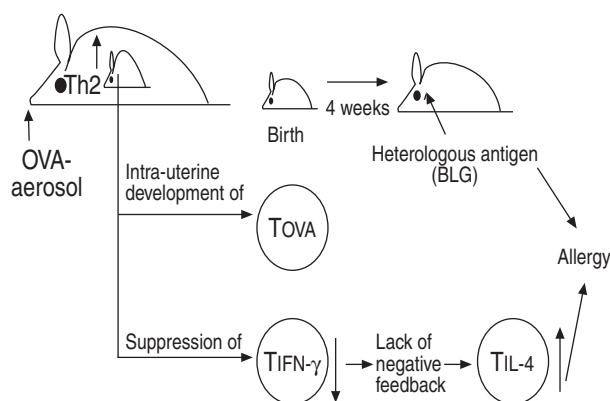 Th2
OVA-
aerosol
Birth
4 weeks
Heterologous antigen
(BLG)
Allergy
Intra-uterine
development of
TOVA
Suppression of
TIFN-γ
Lack of
negative
feedback
TIL-4